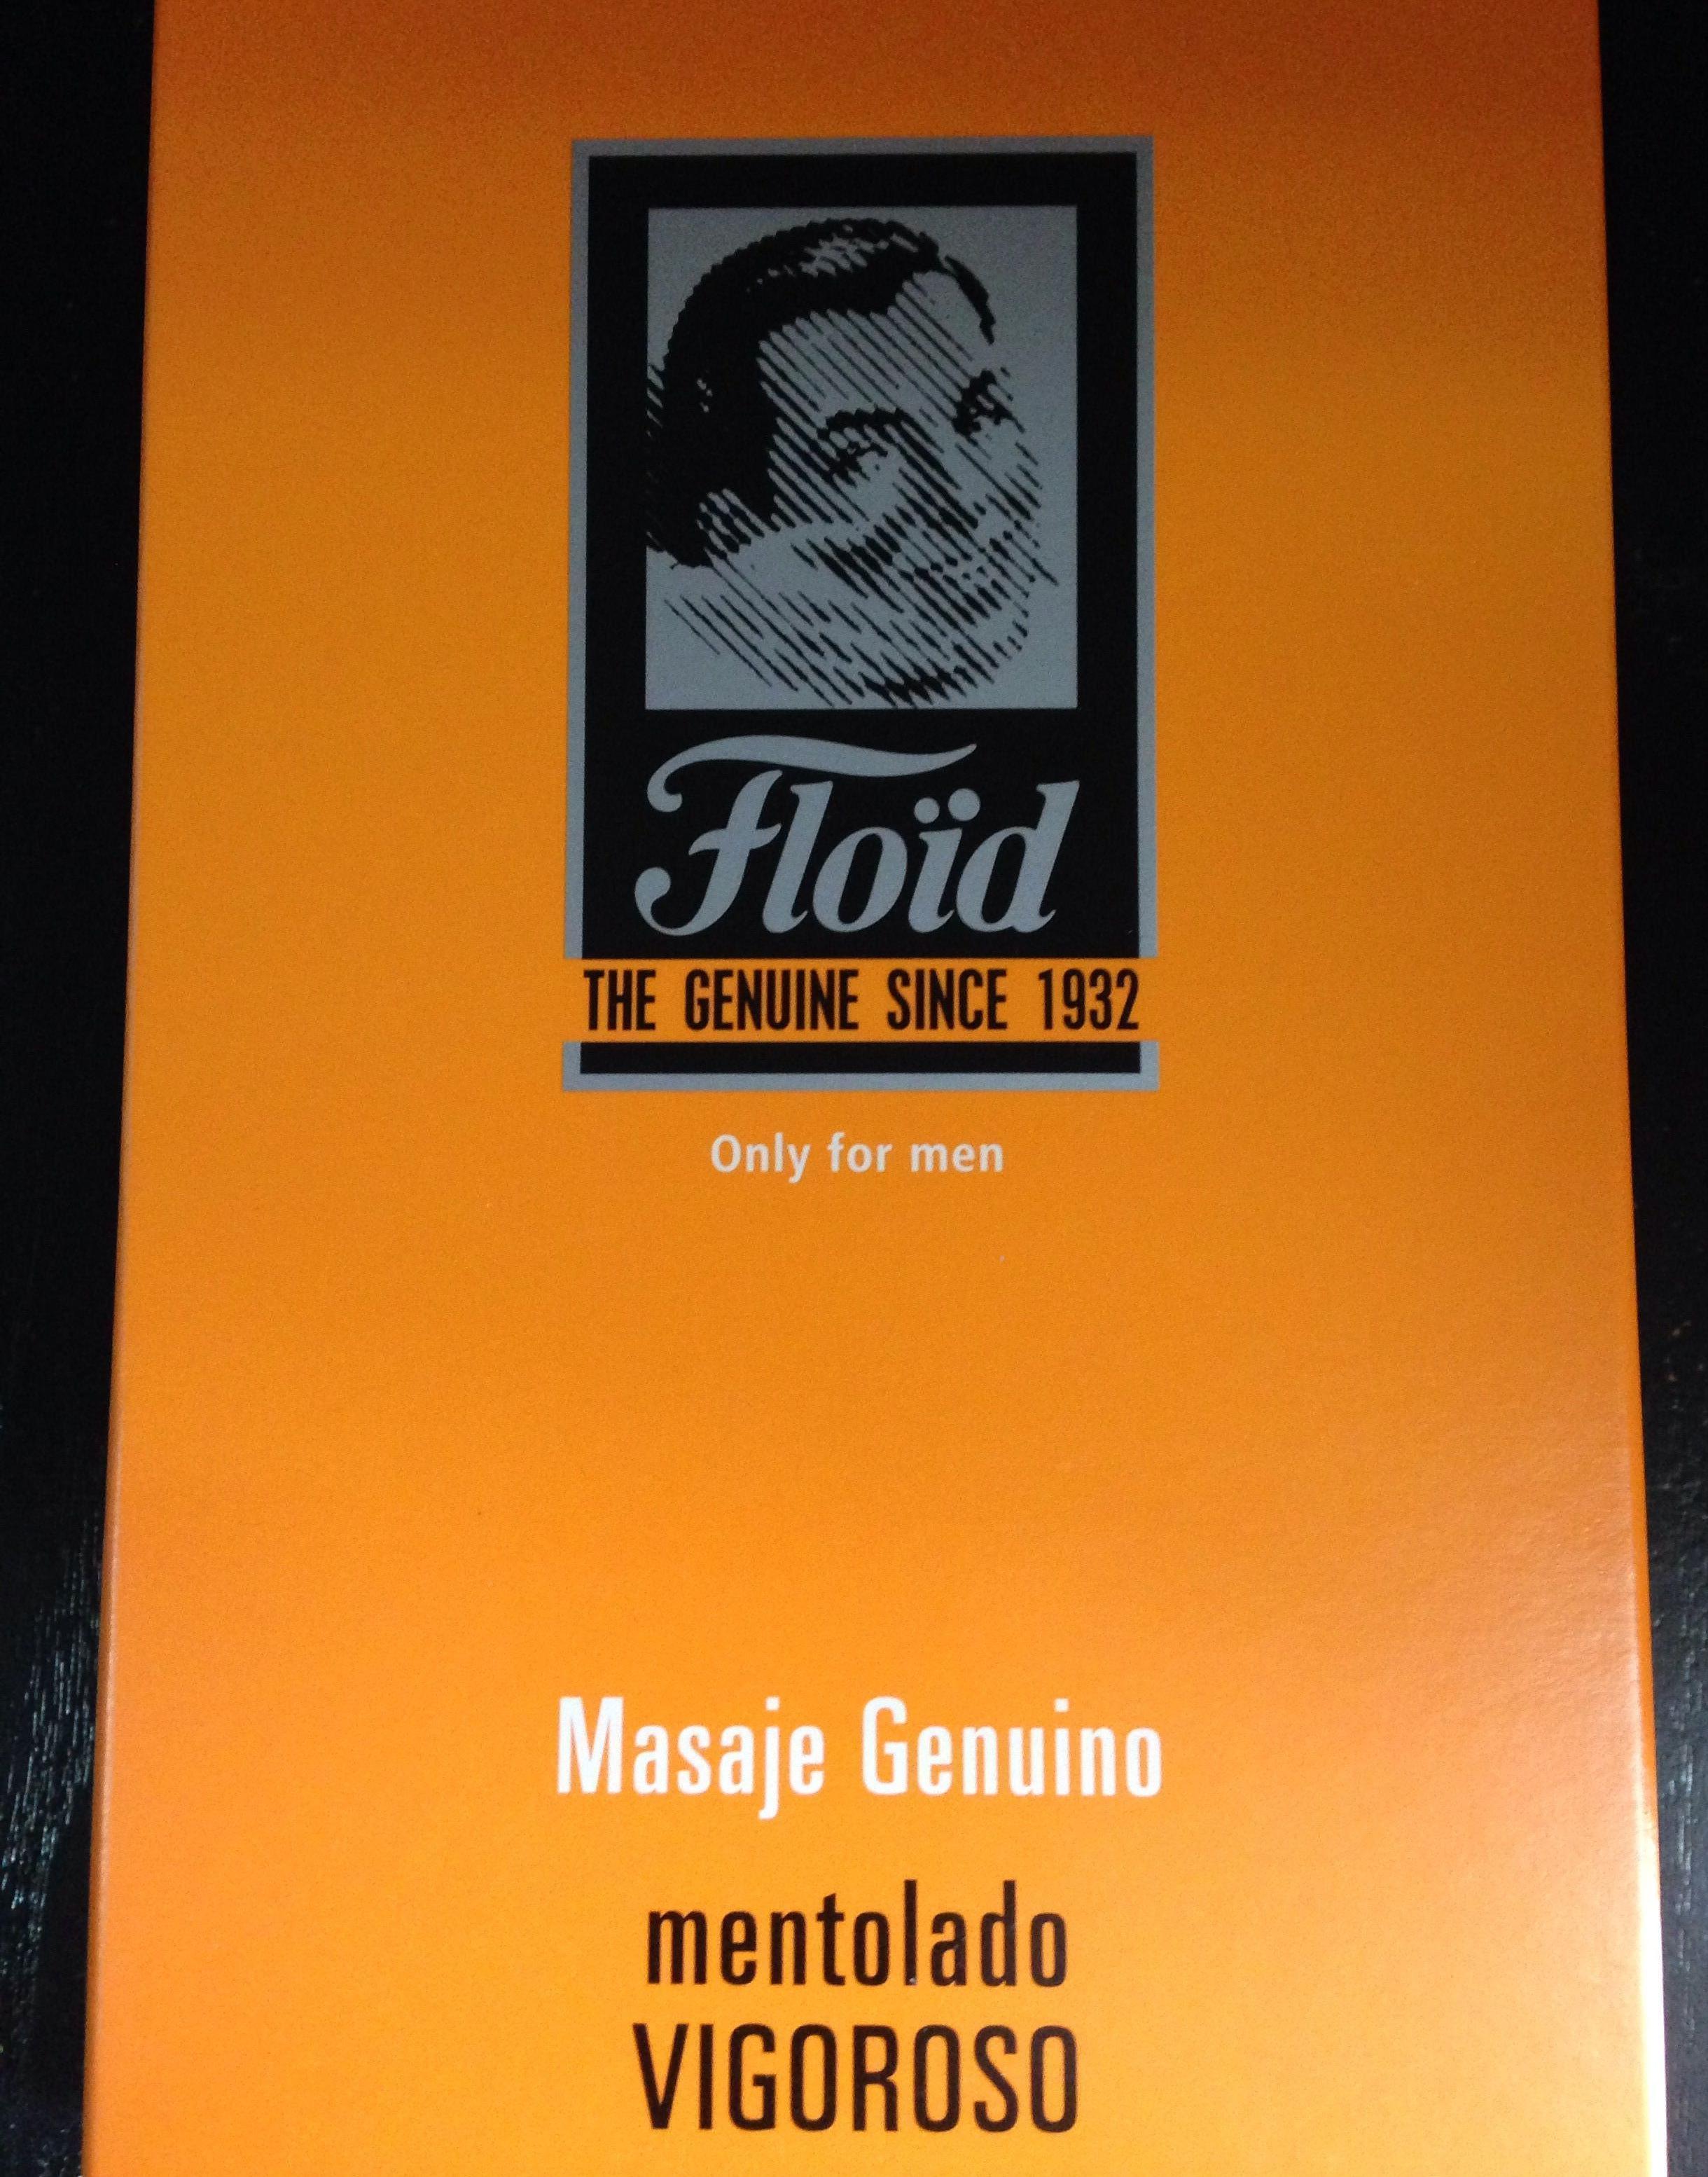 Floïd
THE GENUINE SINCE 1932
Only for men
Masaje Genuino
mentolado
VIGOROSO